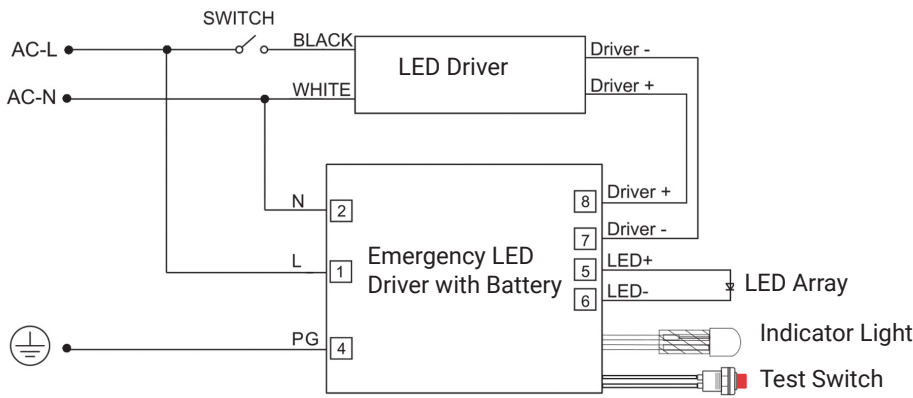 SWITCH
AC-L
BLACK
LED Driver
Driver -
AC-N
WHITE
Driver +
N
2
8
Driver +
7
Driver -
L
1
Emergency LED
Driver with Battery
5
LED+
6
LED-
LED Array
PG
4
Indicator Light
Test Switch